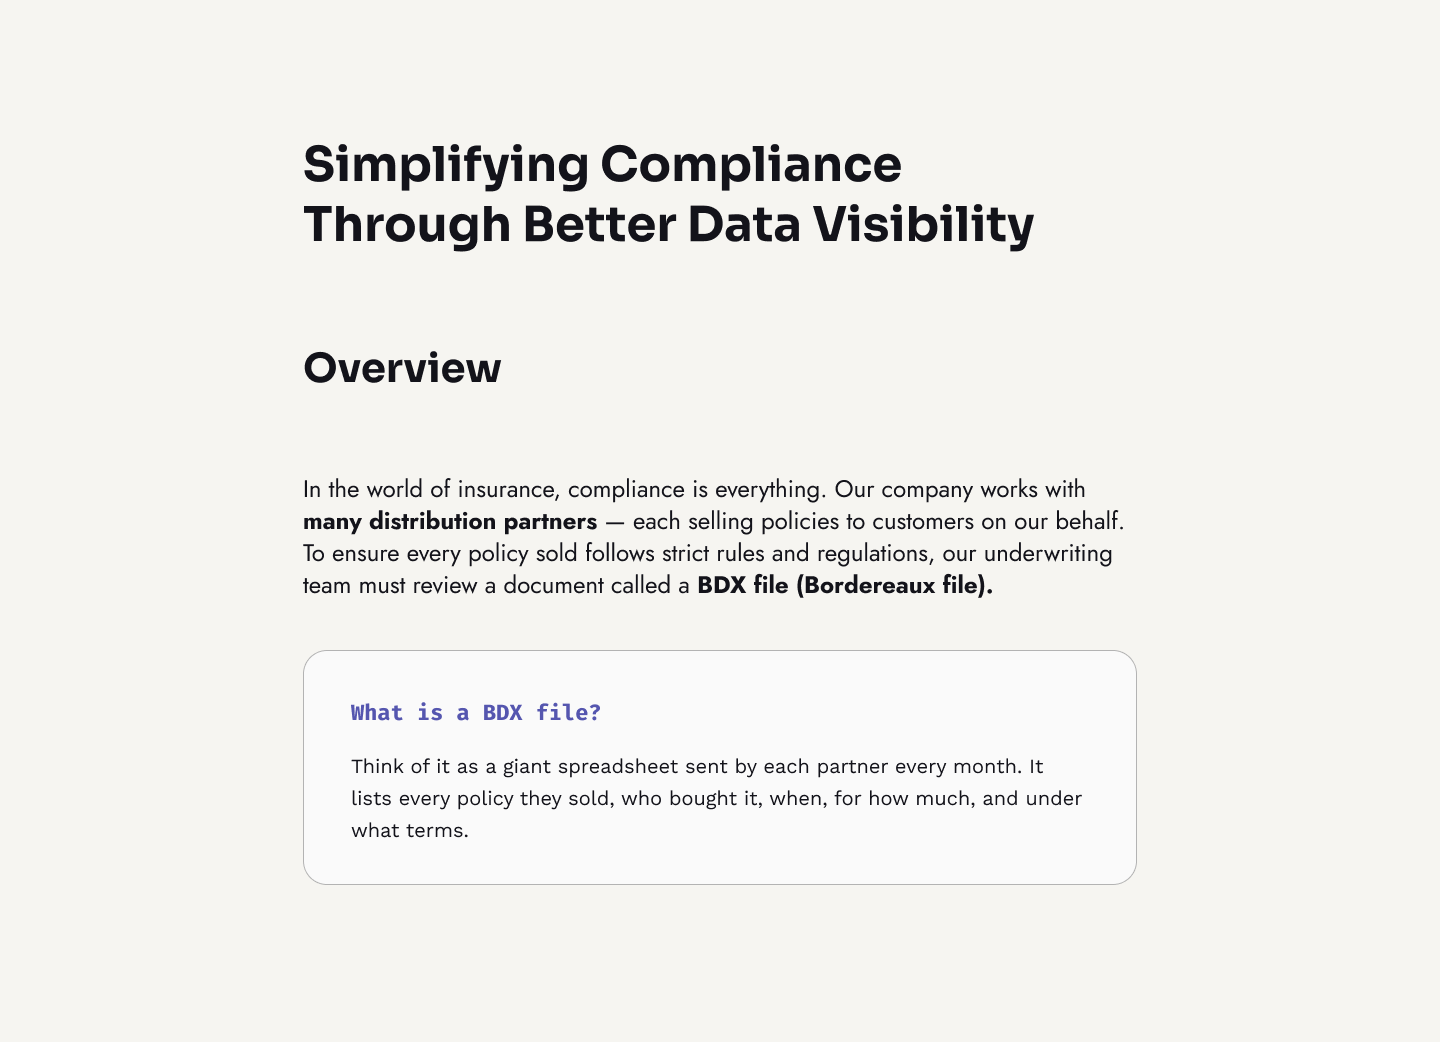 Simplifying Compliance
Through Better Data Visibility
Overview
In the world of insurance, compliance is everything. Our company works with
many distribution partners — each selling policies to customers on our behalf.
To ensure every policy sold follows strict rules and regulations, our underwriting
team must review a document called a BDX file (Bordereaux file).
What is a BDX file?
Think of it as a giant spreadsheet sent by each partner every month. It
lists every policy they sold, who bought it, when, for how much, and under
what terms.